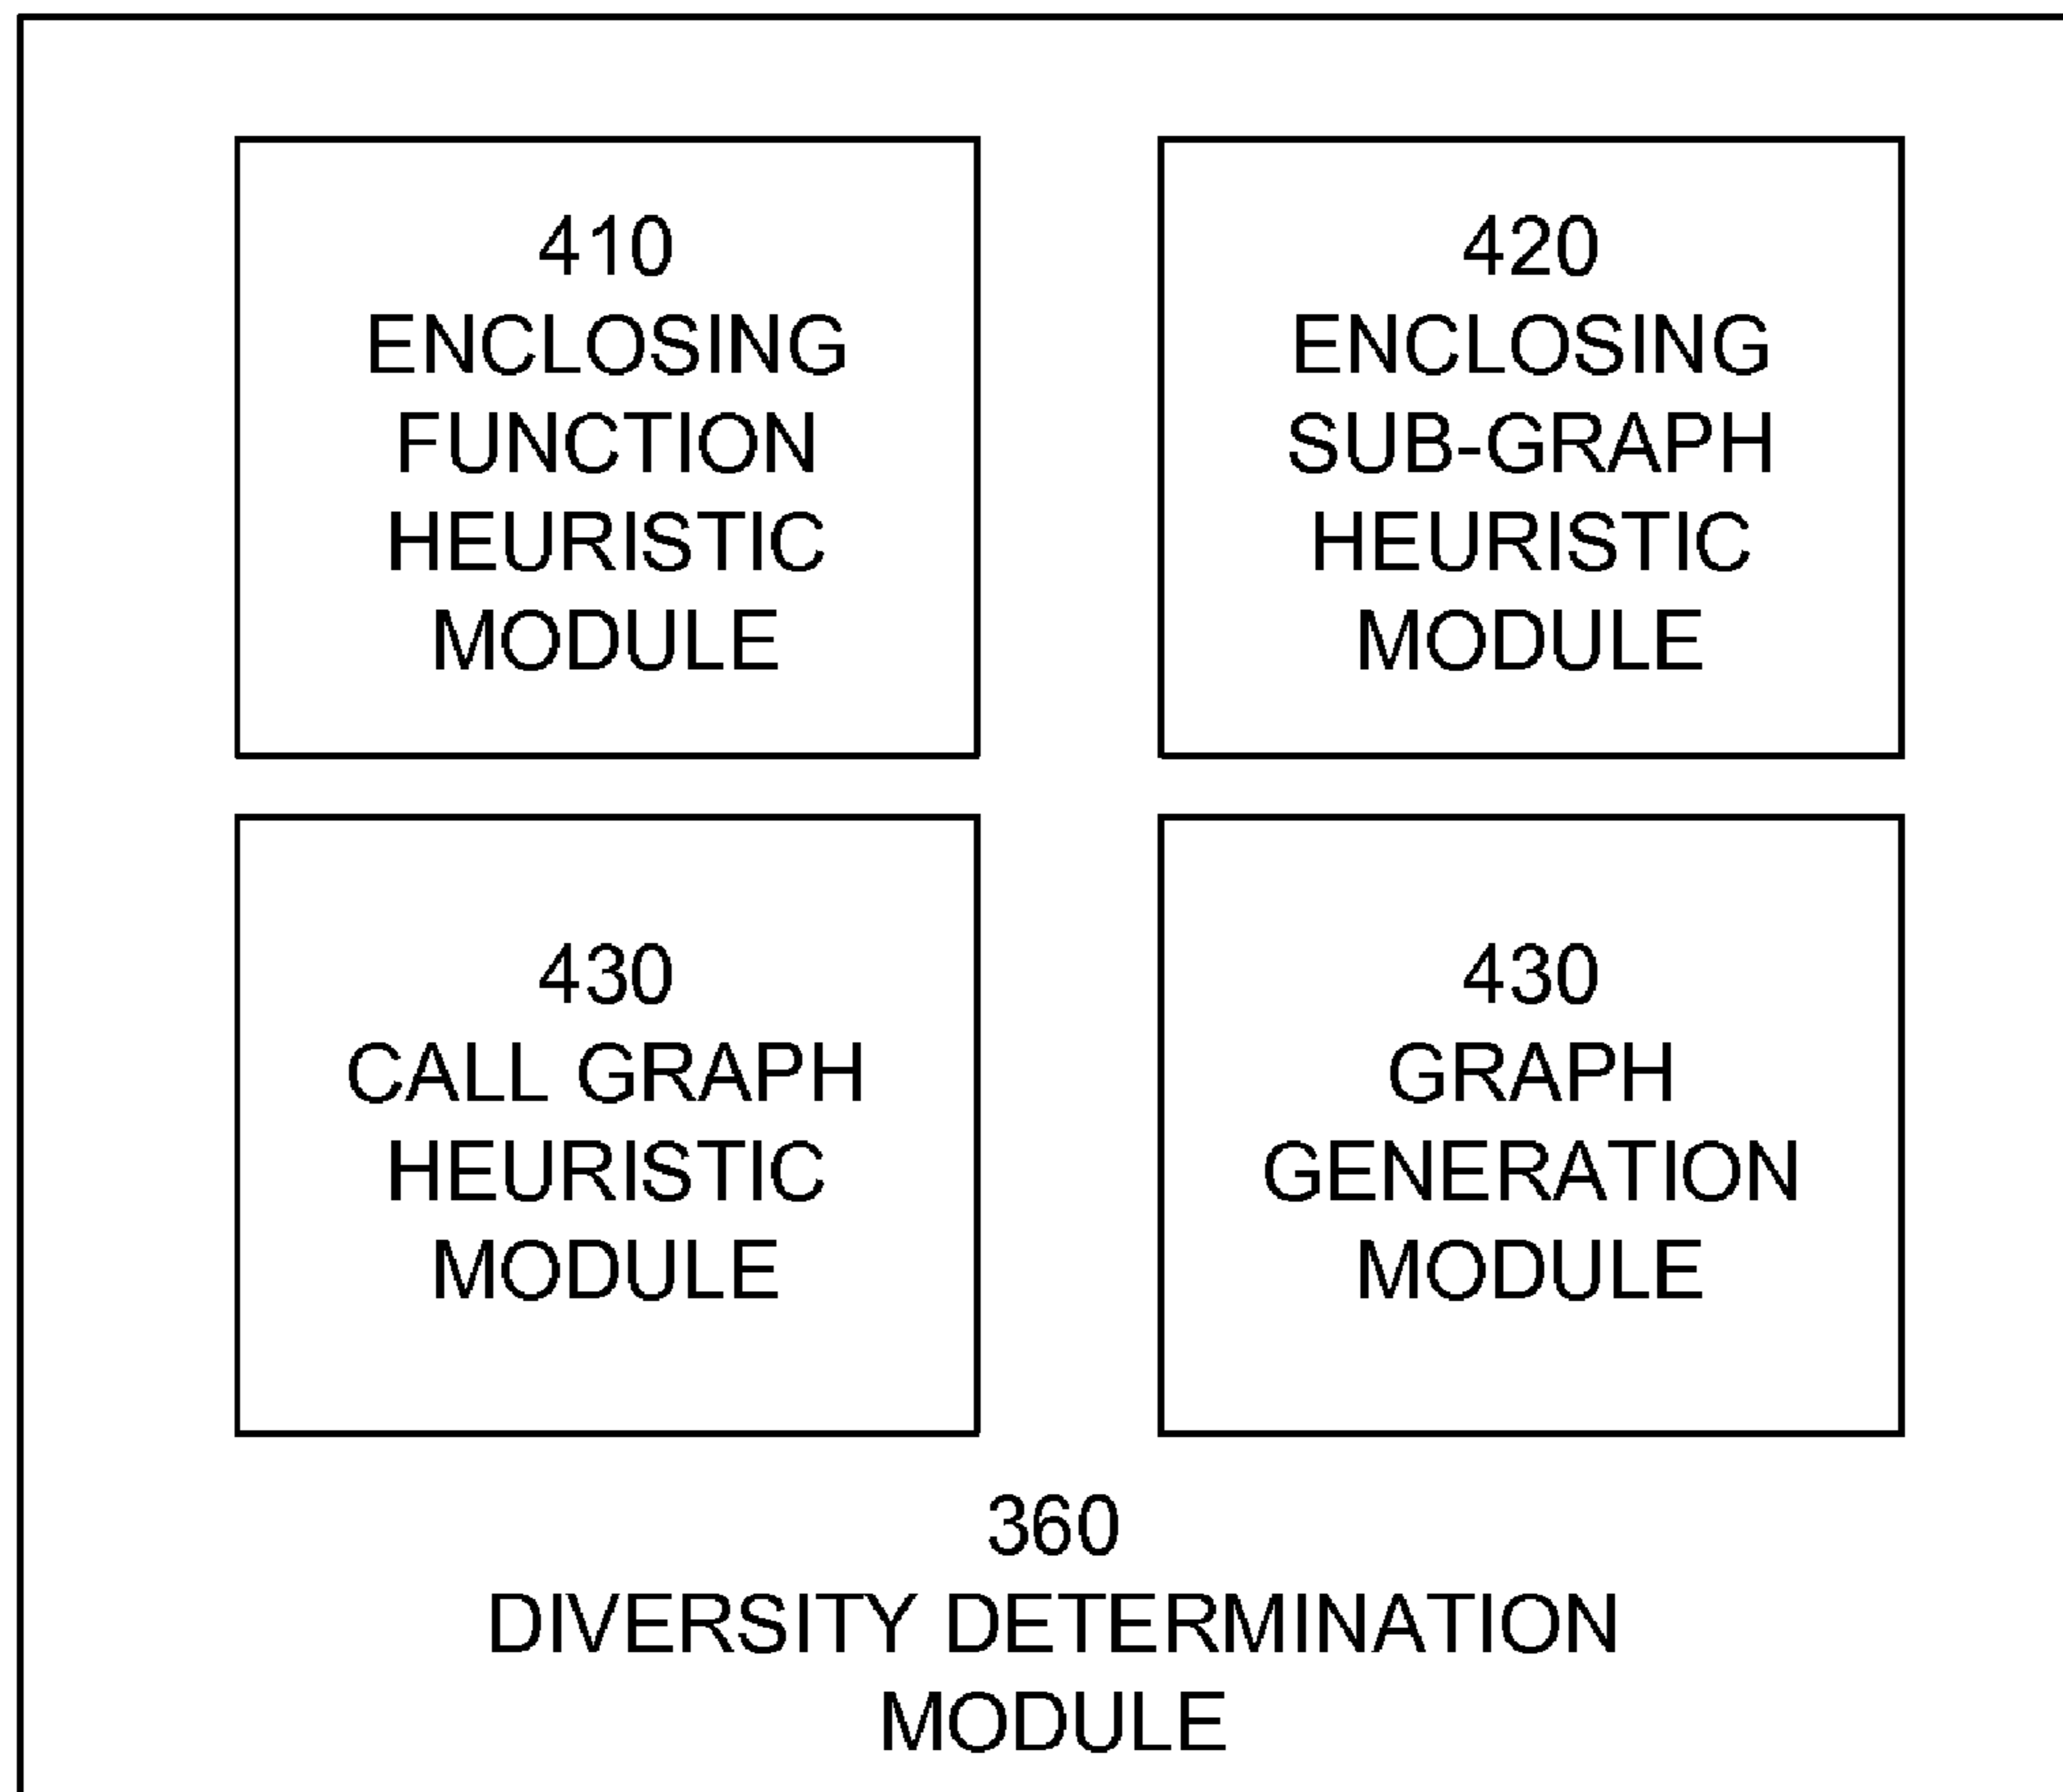 410
ENCLOSING
FUNCTION
HEURISTIC
MODULE
420
ENCLOSING
SUB-GRAPH
HEURISTIC
MODULE
430
CALL GRAPH
HEURISTIC
MODULE
430
GRAPH
GENERATION
MODULE
360
DIVERSITY DETERMINATION
MODULE